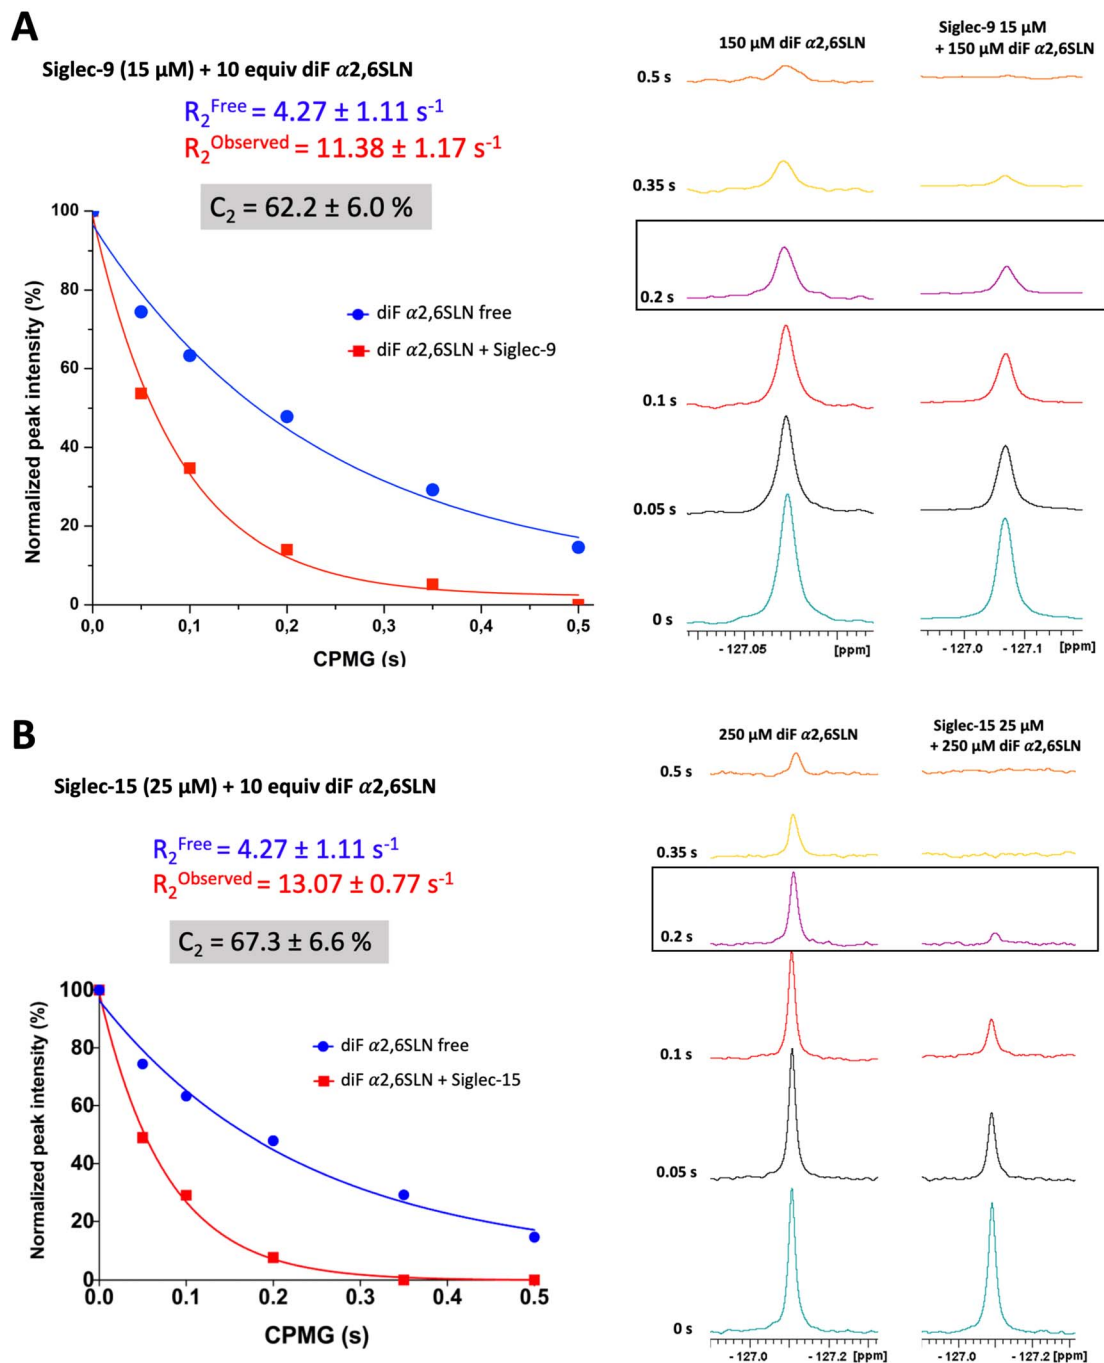 A
Siglec-9 (15 μM) + 10 equiv diF α2,6SLN
R2Free = 4.27 ± 1.11 s-1
R2Observed = 11.38 ± 1.17 s-1
C2 = 62.2 ± 6.0 %
Normalized peak intensity (%)
100
80
60
40
20
0
diF α2,6SLN free
diF α2,6SLN + Siglec-9
0,0 0,1 0,2 0,3 0,4 0,5
CPMG (s)
150 μM diF α2,6SLN
Siglec-9 15 μM
+ 150 μM diF α2,6SLN
0.5 s
0.35 s
0.2 s
0.1 s
0.05 s
0 s
- 127.05 [ppm]
- 127.0 - 127.1 [ppm]
B
Siglec-15 (25 μM) + 10 equiv diF α2,6SLN
R2Free = 4.27 ± 1.11 s-1
R2Observed = 13.07 ± 0.77 s-1
C2 = 67.3 ± 6.6 %
Normalized peak intensity (%)
100
80
60
40
20
0
diF α2,6SLN free
diF α2,6SLN + Siglec-15
0.0 0.1 0.2 0.3 0.4 0.5
CPMG (s)
250 μM diF α2,6SLN
Siglec-15 25 μM
+ 250 μM diF α2,6SLN
0.5 s
0.35 s
0.2 s
0.1 s
0.05 s
0 s
- 127.0 - 127.2 [ppm]
- 127.0 - 127.2 [ppm]